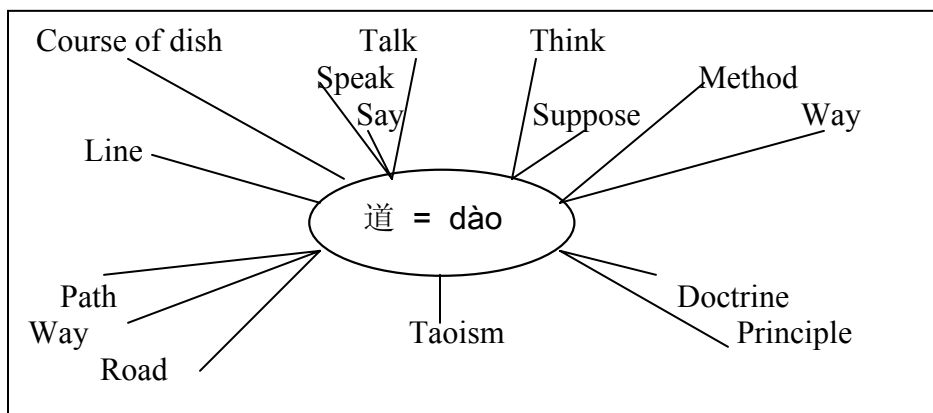 Course of dish Talk Think
Speak Method
Say Suppose Way
Line
道 = dào
Path Doctrine
Way Taoism Principle
Road